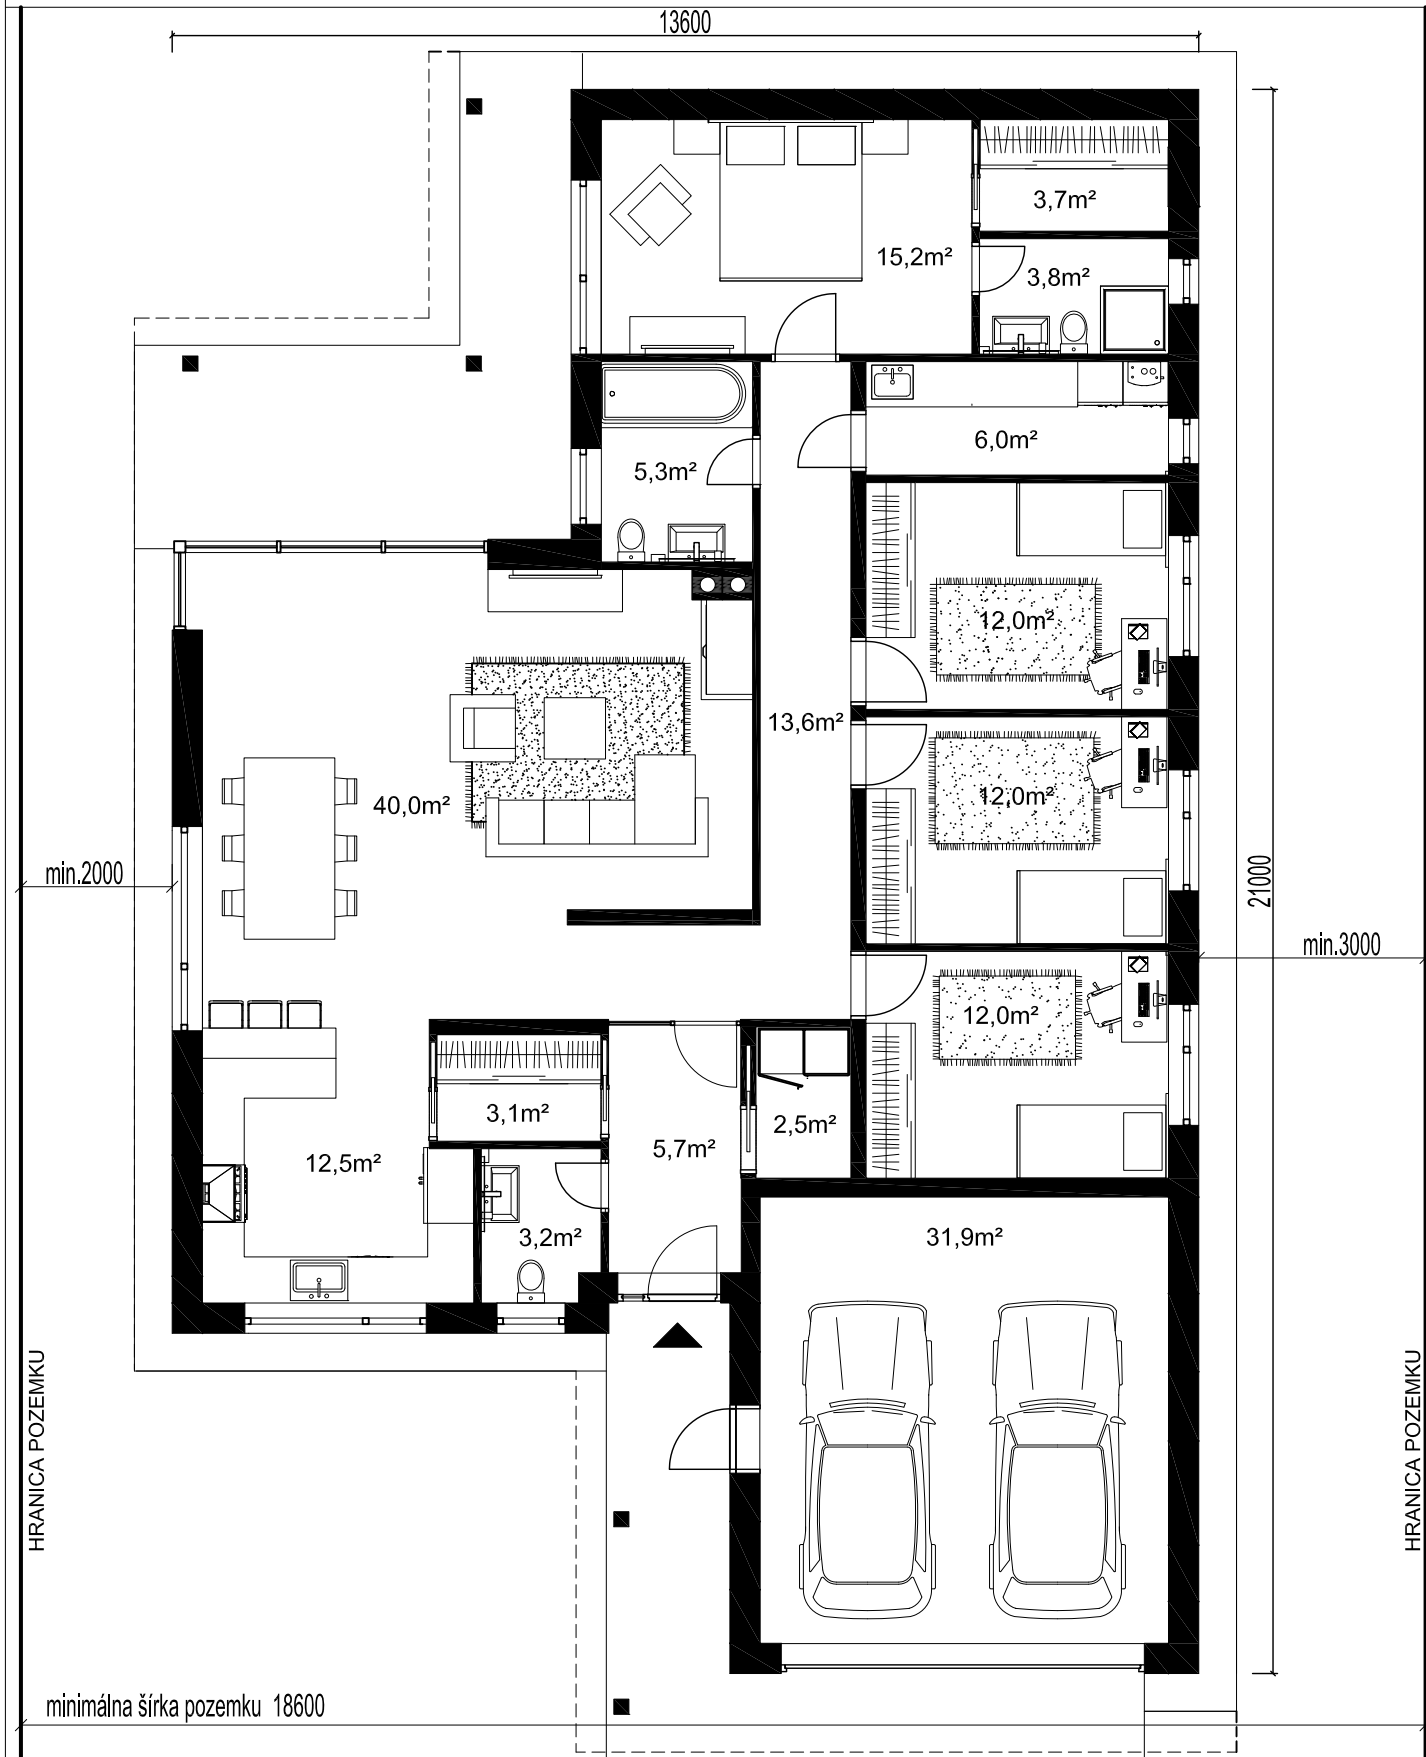 13600
3,7m²
15,2m²
3,8m²
6,0m²
5,3m²
12,0m²
13,6m²
12,0m²
40,0m²
min.2000
21000
min.3000
12,0m²
3,1m²
2,5m²
5,7m²
12,5m²
3,2m²
31,9m²
HRANICA POZEMKU
HRANICA POZEMKU
minimálna šírka pozemku 18600